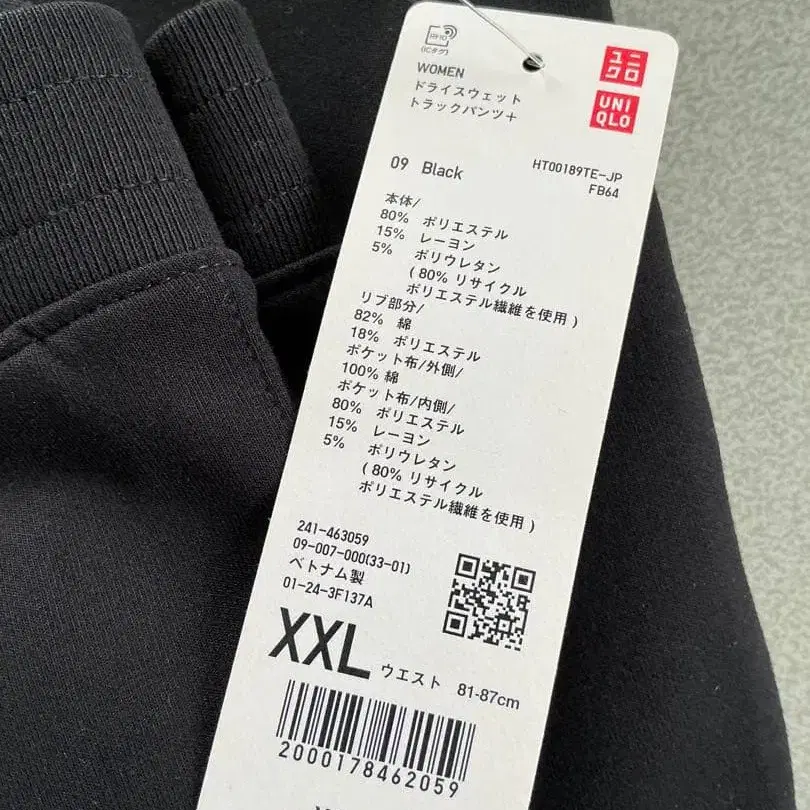 RFID
(ICタグ)
ユニ
クロ
UNI
QLO
WOMEN
ドライスウェット
トラックパンツ+
09 Black
HT00189TE-JP
FB64
本体/
80% ポリエステル
15% レーヨン
5% ポリウレタン
(80% リサイクル
ポリエステル繊維を使用)
リブ部分/
82% 綿
18% ポリエステル
ポケット布/外側/
100% 綿
ポケット布/内側/
80% ポリエステル
15% レーヨン
5% ポリウレタン
(80% リサイクル
ポリエステル繊維を使用)
241-463059
09-007-000(33-01)
ベトナム製
01-24-3F137A
XXL ウエスト 81-87cm
2000178462059